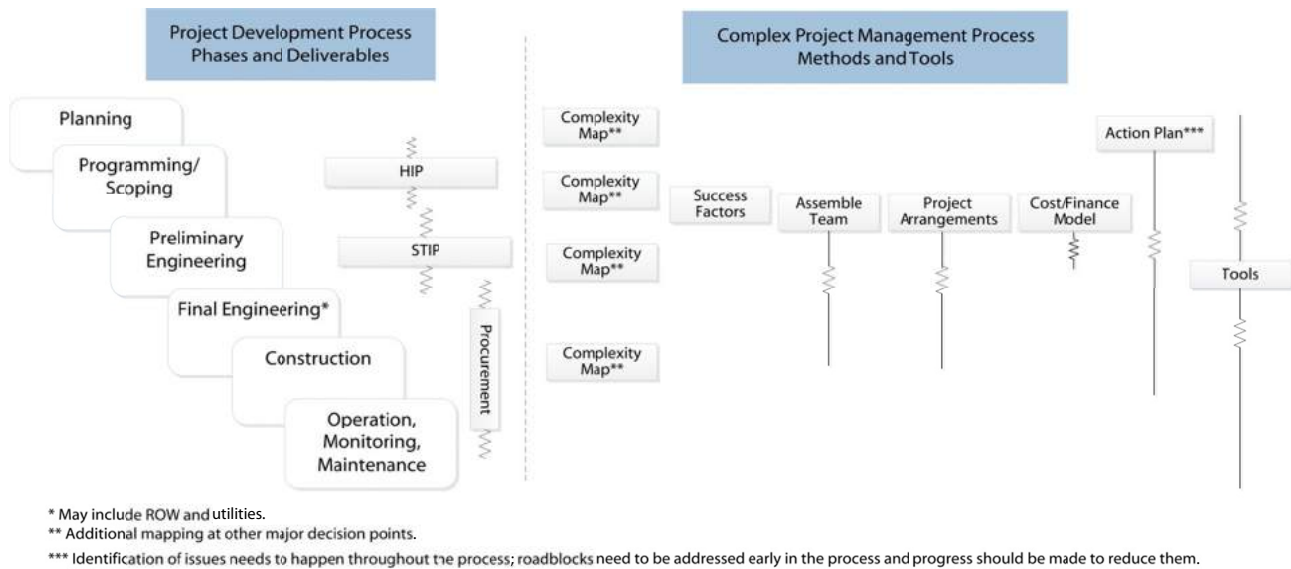 Project Development Process
Phases and Deliverables
Complex Project Management Process
Methods and Tools
Planning
Programming/
Scoping
Preliminary
Engineering
Final Engineering*
Construction
Operation,
Monitoring,
Maintenance
HIP
STIP
Procurement
Complexity
Map**
Complexity
Map**
Complexity
Map**
Complexity
Map**
Success
Factors
Assemble
Team
Project
Arrangements
Cost/Finance
Model
Action Plan***
Tools
* May include ROW and utilities.
** Additional mapping at other major decision points.
*** Identification of issues needs to happen throughout the process; roadblocks need to be addressed early in the process and progress should be made to reduce them.